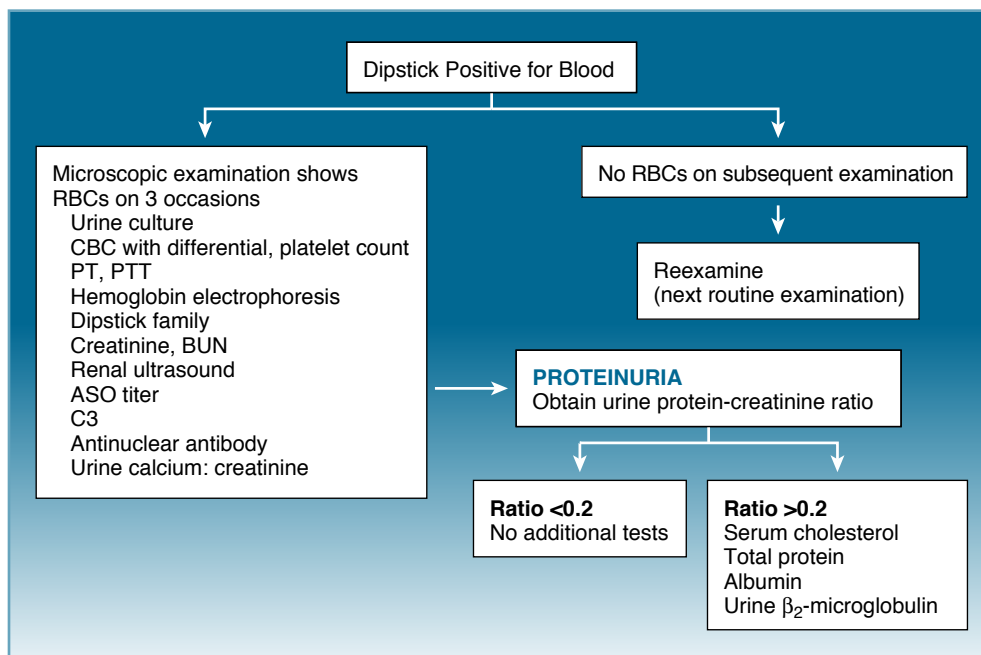 Dipstick Positive for Blood
Microscopic examination shows
RBCs on 3 occasions
Urine culture
CBC with differential, platelet count
PT, PTT
Hemoglobin electrophoresis
Dipstick family
Creatinine, BUN
Renal ultrasound
ASO titer
C3
Antinuclear antibody
Urine calcium: creatinine
No RBCs on subsequent examination
Reexamine
(next routine examination)
PROTEINURIA
Obtain urine protein-creatinine ratio
Ratio <0.2
No additional tests
Ratio >0.2
Serum cholesterol
Total protein
Albumin
Urine β₂-microglobulin